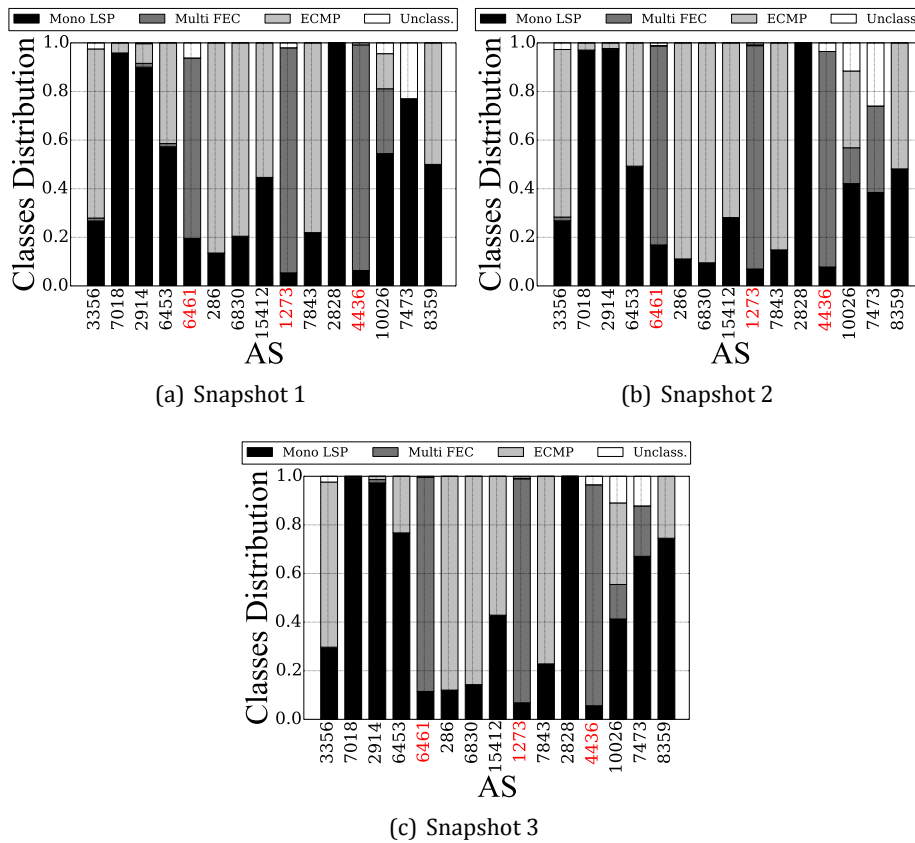 Mono LSP Multi FEC ECMP Unclass.
1.0
0.8
0.6
0.4
0.2
0.0
Classes Distribution
3356 7018 2914 6453 6461 286 6830 15412 1273 7843 2828 4436 10026 7473 8359
AS
(a) Snapshot 1
Mono LSP Multi FEC ECMP Unclass.
1.0
0.8
0.6
0.4
0.2
0.0
Classes Distribution
3356 7018 2914 6453 6461 286 6830 15412 1273 7843 2828 4436 10026 7473 8359
AS
(b) Snapshot 2
Mono LSP Multi FEC ECMP Unclass.
1.0
0.8
0.6
0.4
0.2
0.0
Classes Distribution
3356 7018 2914 6453 6461 286 6830 15412 1273 7843 2828 4436 10026 7473 8359
AS
(c) Snapshot 3